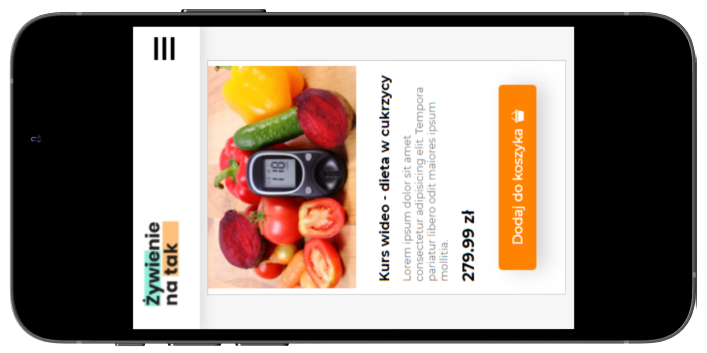 Żywienie
na tak
Kurs wideo - dieta w cukrzycy
Lorem ipsum dolor sit amet
consectetur adipisicing elit. Tempora
pariatur libero odit maiores ipsum
mollitia.
279.99 zł
Dodaj do koszyka